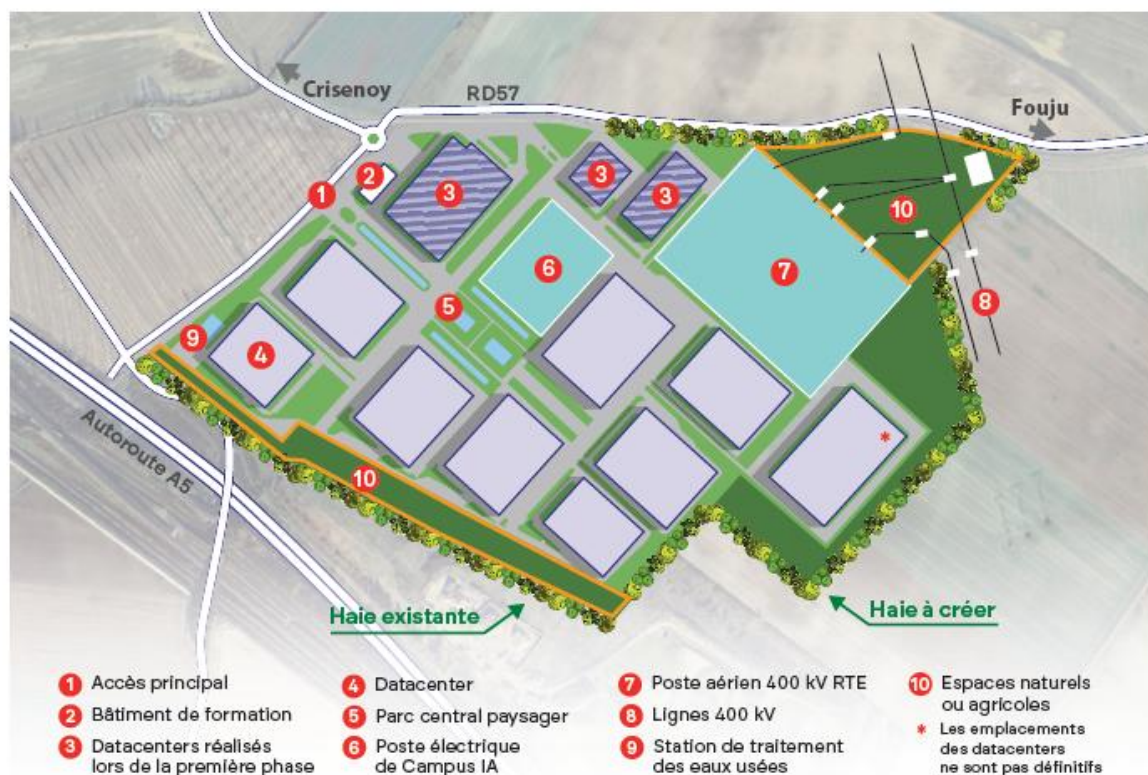 Crisenoy
RD57
Fouju
1
2
3
3
3
6
7
10
5
8
9
4
*
10
Autoroute A5
Haie existante
Haie à créer
1 Accès principal
2 Bâtiment de formation
3 Datacenters réalisés
lors de la première phase
4 Datacenter
5 Parc central paysager
6 Poste électrique
de Campus IA
7 Poste aérien 400 kV RTE
8 Lignes 400 kV
9 Station de traitement
des eaux usées
10 Espaces naturels
ou agricoles
* Les emplacements
des datacenters
ne sont pas définitifs